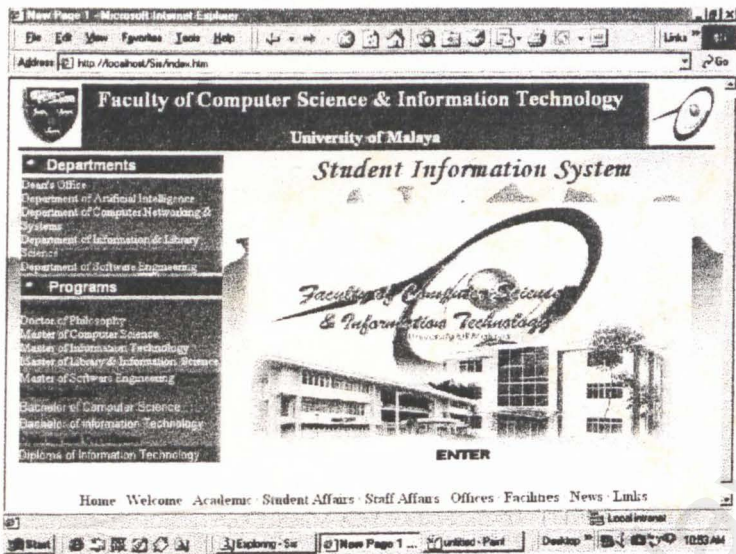 New Page 1 - Microsoft Internet Explorer
File Edit View Favorites Tools Help
Links
Address http://localhost/Sis/index.htm
Go
Faculty of Computer Science & Information Technology
University of Malaya
Student Information System
Departments
Dean's Office
Department of Artificial Intelligence
Department of Computer Networking &
Systems
Department of Information & Library
Science
Department of Software Engineering
Programs
Doctor of Philosophy
Master of Computer Science
Master of Information Technology
Master of Library & Information Science
Master of Software Engineering
Bachelor of Computer Science
Bachelor of Information Technology
Diploma of Information Technology
Faculty of Computer Science
& Information Technology
University of Malaya
ENTER
Home Welcome Academic Student Affairs Staff Affairs Offices Facilities News Links
Local intranet
Start Exploring - Sis New Page 1 ... untitled - Paint Desktop 10:53 AM